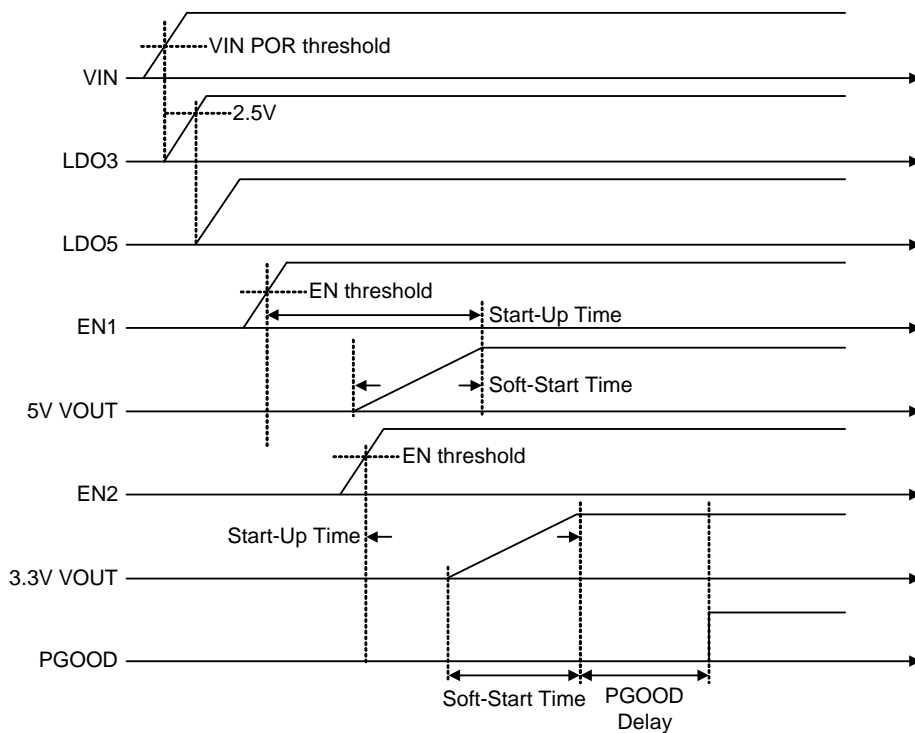 VIN POR threshold
VIN
2.5V
LDO3
LDO5
EN threshold
EN1
Start-Up Time
Soft-Start Time
5V VOUT
EN threshold
EN2
Start-Up Time
3.3V VOUT
PGOOD
Soft-Start Time
PGOOD
Delay